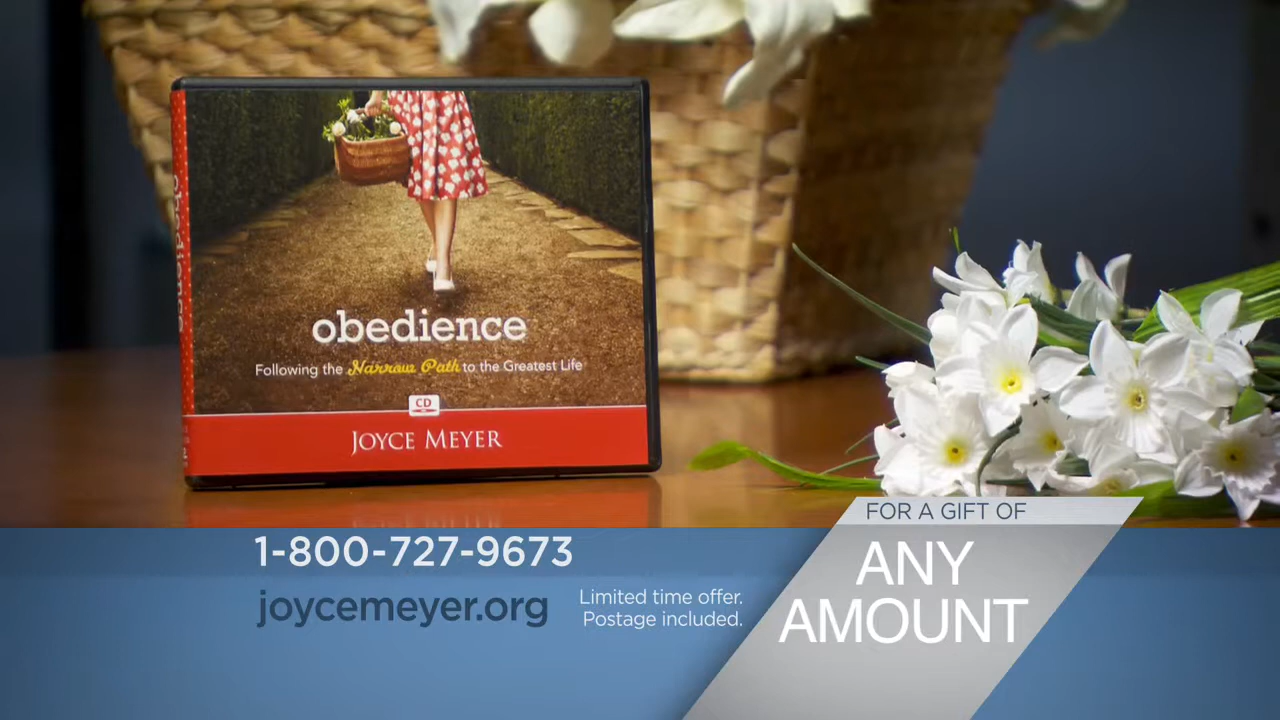 obedience
obedience
Following the Narrow Path to the Greatest Life
CD
JOYCE MEYER
FOR A GIFT OF
ANY
AMOUNT
1-800-727-9673
joycemeyer.org
Limited time offer.
Postage included.